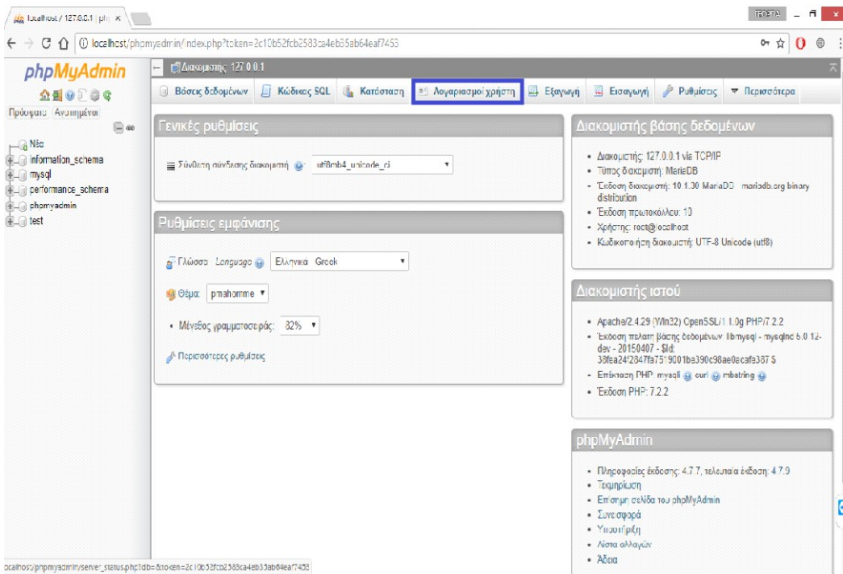 localhost / 127.0.0.1 | ph
localhost/phpmyadmin/index.php?token=2c10b52fcb2583ca4eb35ab64eaf7453
phpMyAdmin
Πρόσφατα Αγαπημένα
Νέα
information_schema
mysql
performance_schema
phpmyadmin
test
Διακομιστής: 127.0.0.1
Βάσεις δεδομένων
Κώδικας SQL
Κατάσταση
Λογαριασμοί χρήστη
Εξαγωγή
Εισαγωγή
Ρυθμίσεις
Περισσότερα
Γενικές ρυθμίσεις
Σύνθεση σύνδεσης διακομιστή: utf8mb4_unicode_ci
Ρυθμίσεις εμφάνισης
Γλώσσα - Language Ελληνικά - Greek
Θέμα: pmahomme
• Μέγεθος γραμματοσειράς: 82%
Περισσότερες ρυθμίσεις
Διακομιστής βάσης δεδομένων
• Διακομιστής: 127.0.0.1 via TCP/IP
• Τύπος διακομιστή: MariaDB
• Έκδοση διακομιστή: 10.1.30-MariaDB - mariadb.org binary
distribution
• Έκδοση πρωτοκόλλου: 10
• Χρήστης: root@localhost
• Κωδικοποίηση διακομιστή: UTF-8 Unicode (utf8)
Διακομιστής ιστού
• Apache/2.4.29 (Win32) OpenSSL/1.1.0g PHP/7.2.2
• Έκδοση πελάτη βάσης δεδομένων: libmysql - mysqlnd 5.0.12-
dev - 20150407 - $Id:
38fea24f2847fa7519001be390c98ae0acafe387 $
• Επέκταση PHP: mysqli curl mbstring
• Έκδοση PHP: 7.2.2
phpMyAdmin
• Πληροφορίες έκδοσης: 4.7.7, τελευταία έκδοση: 4.7.9
• Τεκμηρίωση
• Επίσημη σελίδα του phpMyAdmin
• Συνεισφορά
• Υποστήριξη
• Λίστα αλλαγών
• Άδεια
localhost/phpmyadmin/server_status.php?db=&token=2c10b52fcb2583ca4eb35ab64eaf7453